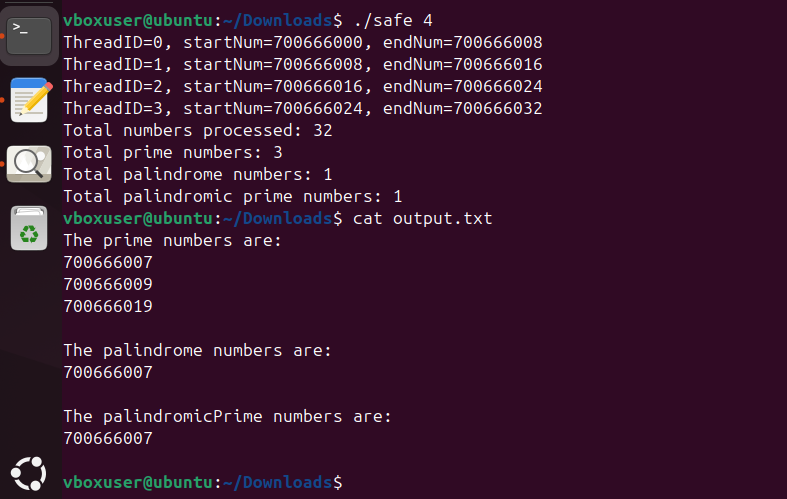 vboxuser@ubuntu:~/Downloads$ ./safe 4
ThreadID=0, startNum=700666000, endNum=700666008
ThreadID=1, startNum=700666008, endNum=700666016
ThreadID=2, startNum=700666016, endNum=700666024
ThreadID=3, startNum=700666024, endNum=700666032
Total numbers processed: 32
Total prime numbers: 3
Total palindrome numbers: 1
Total palindromic prime numbers: 1
vboxuser@ubuntu:~/Downloads$ cat output.txt
The prime numbers are:
700666007
700666009
700666019

The palindrome numbers are:
700666007

The palindromicPrime numbers are:
700666007

vboxuser@ubuntu:~/Downloads$